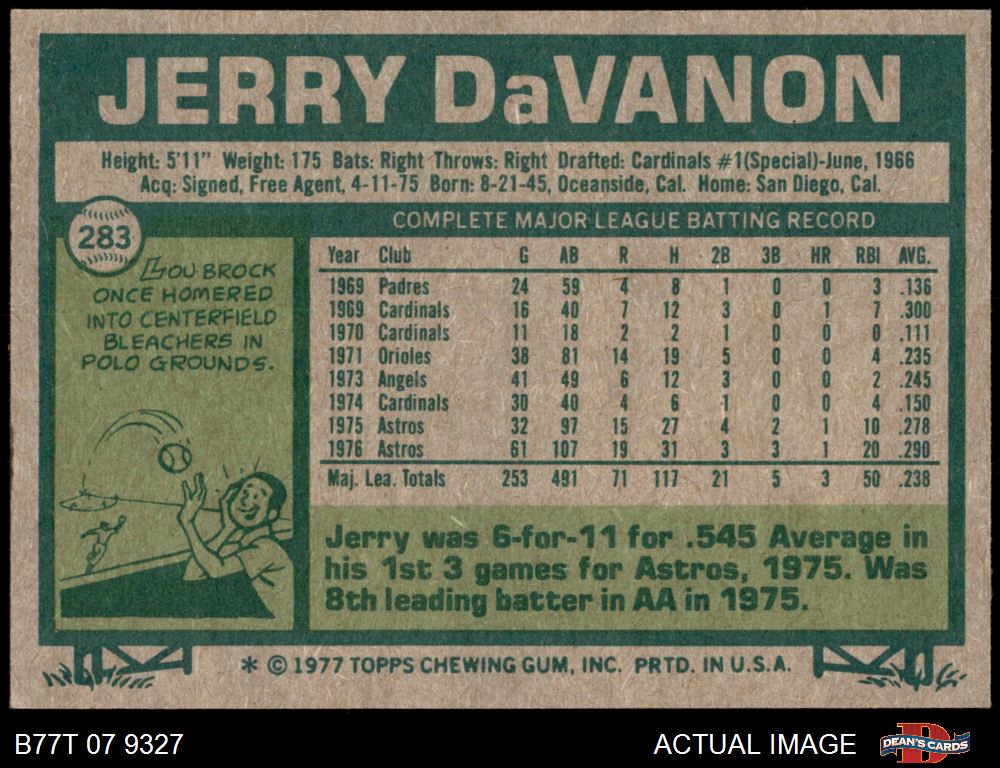 JERRY DaVANON
Height: 5'11" Weight: 175 Bats: Right Throws: Right Drafted: Cardinals #1(Special)-June, 1966
Acq: Signed, Free Agent, 4-11-75 Born: 8-21-45, Oceanside, Cal. Home: San Diego, Cal.
283
LOU BROCK
ONCE HOMERED
INTO CENTERFIELD
BLEACHERS IN
POLO GROUNDS.
COMPLETE MAJOR LEAGUE BATTING RECORD
Year Club G AB R H 2B 3B HR RBI AVG.
1969 Padres 24 59 4 8 1 0 0 3 .136
1969 Cardinals 16 40 7 12 3 0 1 7 .300
1970 Cardinals 11 18 2 2 1 0 0 0 .111
1971 Orioles 38 81 14 19 5 0 0 4 .235
1973 Angels 41 49 6 12 3 0 0 2 .245
1974 Cardinals 30 40 4 6 1 0 0 4 .150
1975 Astros 32 97 15 27 4 2 1 10 .278
1976 Astros 61 107 19 31 3 3 1 20 .290
Maj. Lea. Totals 253 491 71 117 21 5 3 50 .238
Jerry was 6-for-11 for .545 Average in
his 1st 3 games for Astros, 1975. Was
8th leading batter in AA in 1975.
* © 1977 TOPPS CHEWING GUM, INC. PRTD. IN U.S.A.
B77T 07 9327
ACTUAL IMAGE
DEAN'S CARDS